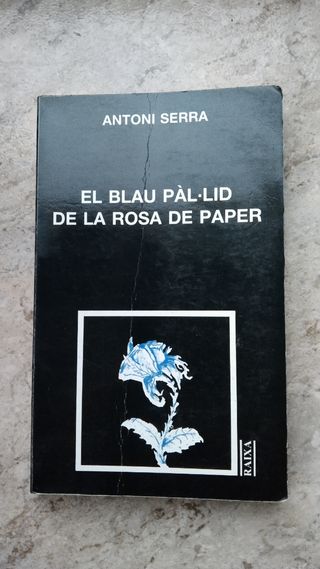 ANTONI SERRA
EL BLAU PÀL·LID
DE LA ROSA DE PAPER
RAIXA